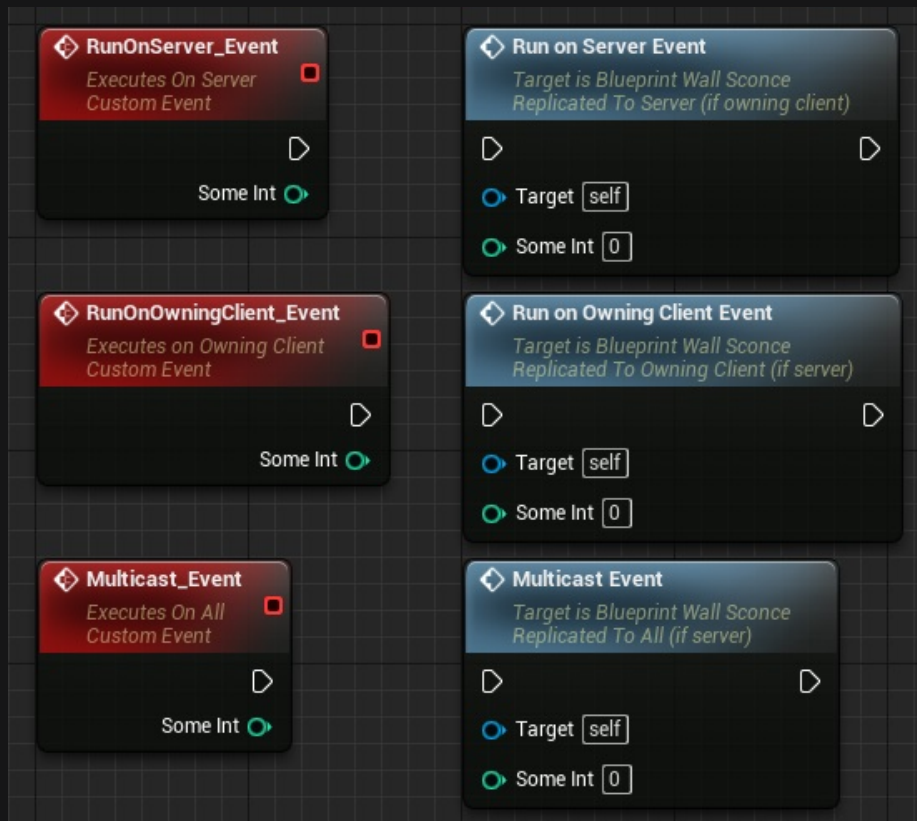 RunOnServer_Event
Executes On Server
Custom Event
Some Int
Run on Server Event
Target is Blueprint Wall Sconce
Replicated To Server (if owning client)
Target self
Some Int 0
RunOnOwningClient_Event
Executes on Owning Client
Custom Event
Some Int
Run on Owning Client Event
Target is Blueprint Wall Sconce
Replicated To Owning Client (if server)
Target self
Some Int 0
Multicast_Event
Executes On All
Custom Event
Some Int
Multicast Event
Target is Blueprint Wall Sconce
Replicated To All (if server)
Target self
Some Int 0